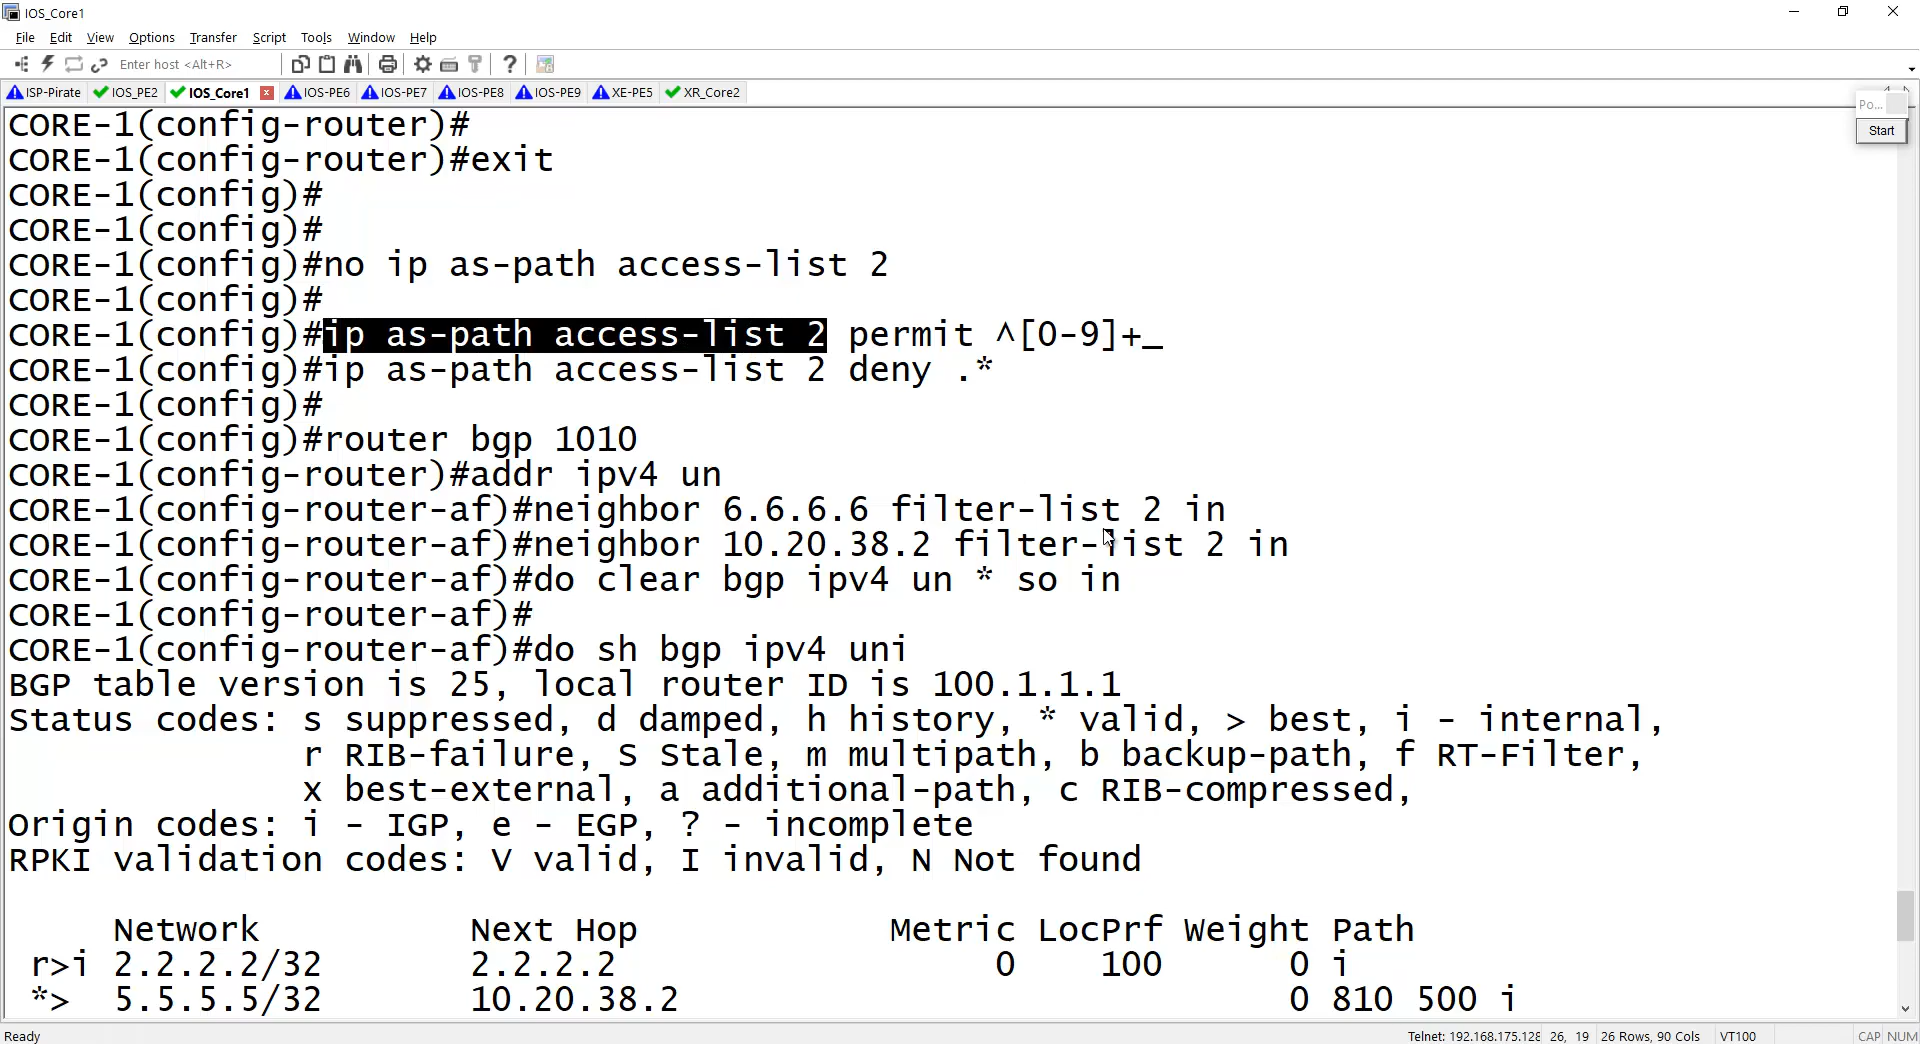 IOS_Core1
File Edit View Options Transfer Script Tools Window Help
Enter host <Alt+R>
ISP-Pirate IOS_PE2 IOS_Core1 IOS-PE6 IOS-PE7 IOS-PE8 IOS-PE9 XE-PE5 XR_Core2
Po...
Start
CORE-1(config-router)#
CORE-1(config-router)#exit
CORE-1(config)#
CORE-1(config)#
CORE-1(config)#no ip as-path access-list 2
CORE-1(config)#
CORE-1(config)#ip as-path access-list 2 permit ^[0-9]+_
CORE-1(config)#ip as-path access-list 2 deny .*
CORE-1(config)#
CORE-1(config)#router bgp 1010
CORE-1(config-router)#addr ipv4 un
CORE-1(config-router-af)#neighbor 6.6.6.6 filter-list 2 in
CORE-1(config-router-af)#neighbor 10.20.38.2 filter-list 2 in
CORE-1(config-router-af)#do clear bgp ipv4 un * so in
CORE-1(config-router-af)#
CORE-1(config-router-af)#do sh bgp ipv4 uni
BGP table version is 25, local router ID is 100.1.1.1
Status codes: s suppressed, d damped, h history, * valid, > best, i - internal,
r RIB-failure, S Stale, m multipath, b backup-path, f RT-Filter,
x best-external, a additional-path, c RIB-compressed,
Origin codes: i - IGP, e - EGP, ? - incomplete
RPKI validation codes: V valid, I invalid, N Not found
Network Next Hop Metric LocPrf Weight Path
r>i 2.2.2.2/32 2.2.2.2 0 100 0 i
*> 5.5.5.5/32 10.20.38.2 0 810 500 i
Ready Telnet: 192.168.175.128 26, 19 26 Rows, 90 Cols VT100 CAP NUM